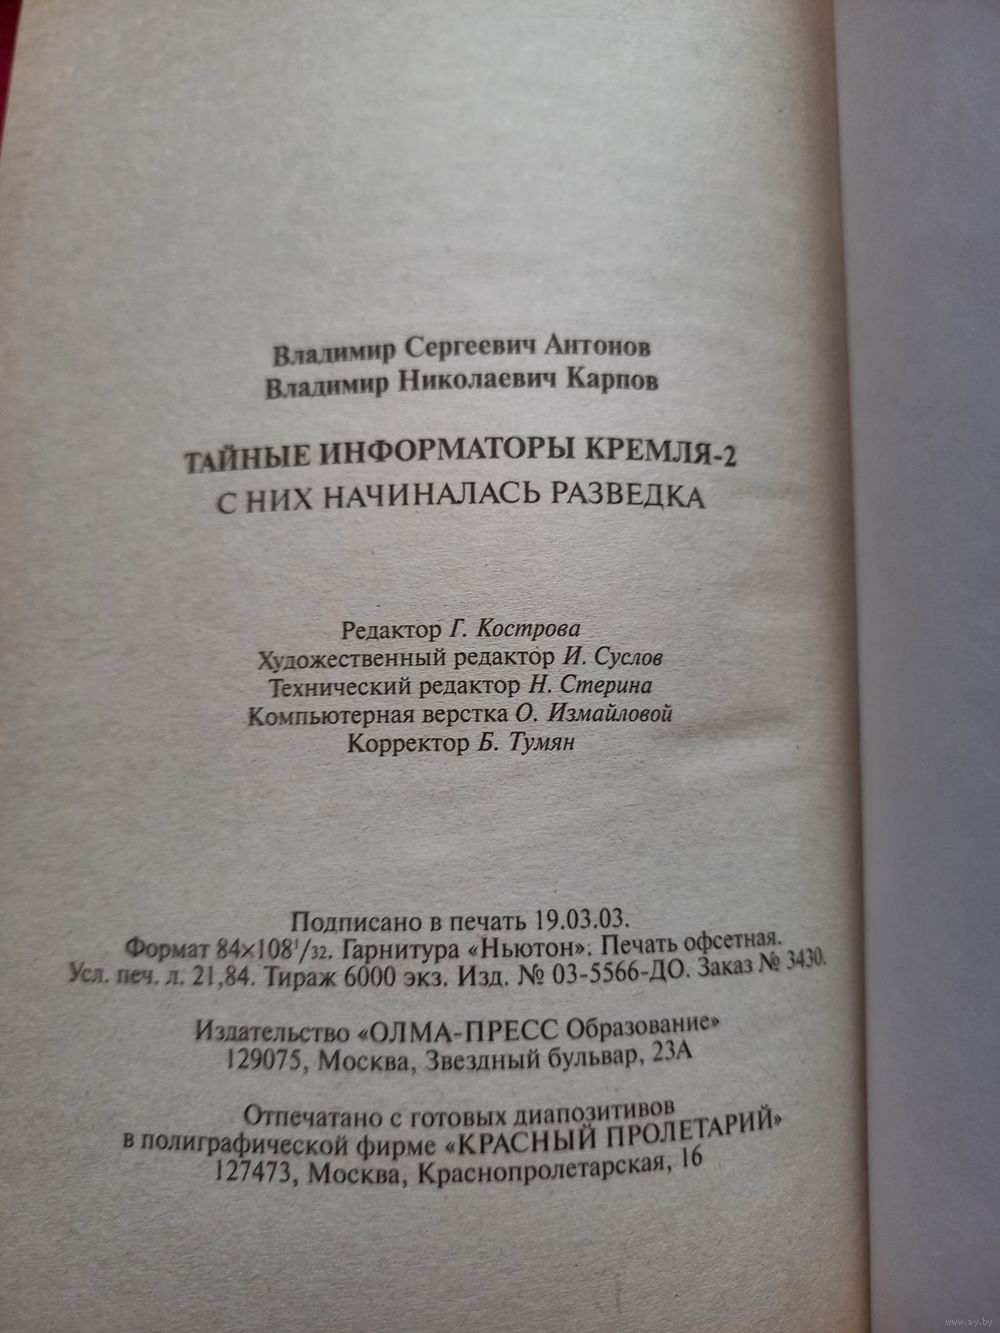 Владимир Сергеевич Антонов
Владимир Николаевич Карпов
ТАЙНЫЕ ИНФОРМАТОРЫ КРЕМЛЯ-2
С НИХ НАЧИНАЛАСЬ РАЗВЕДКА
Редактор Г. Кострова
Художественный редактор И. Суслов
Технический редактор Н. Стерина
Компьютерная верстка О. Измайловой
Корректор Б. Тумян
Подписано в печать 19.03.03.
Формат 84×108¹/32. Гарнитура «Ньютон». Печать офсетная.
Усл. печ. л. 21,84. Тираж 6000 экз. Изд. № 03-5566-ДО. Заказ № 3430.
Издательство «ОЛМА-ПРЕСС Образование»
129075, Москва, Звездный бульвар, 23А
Отпечатано с готовых диапозитивов
в полиграфической фирме «КРАСНЫЙ ПРОЛЕТАРИЙ»
127473, Москва, Краснопролетарская, 16
www.ay.by